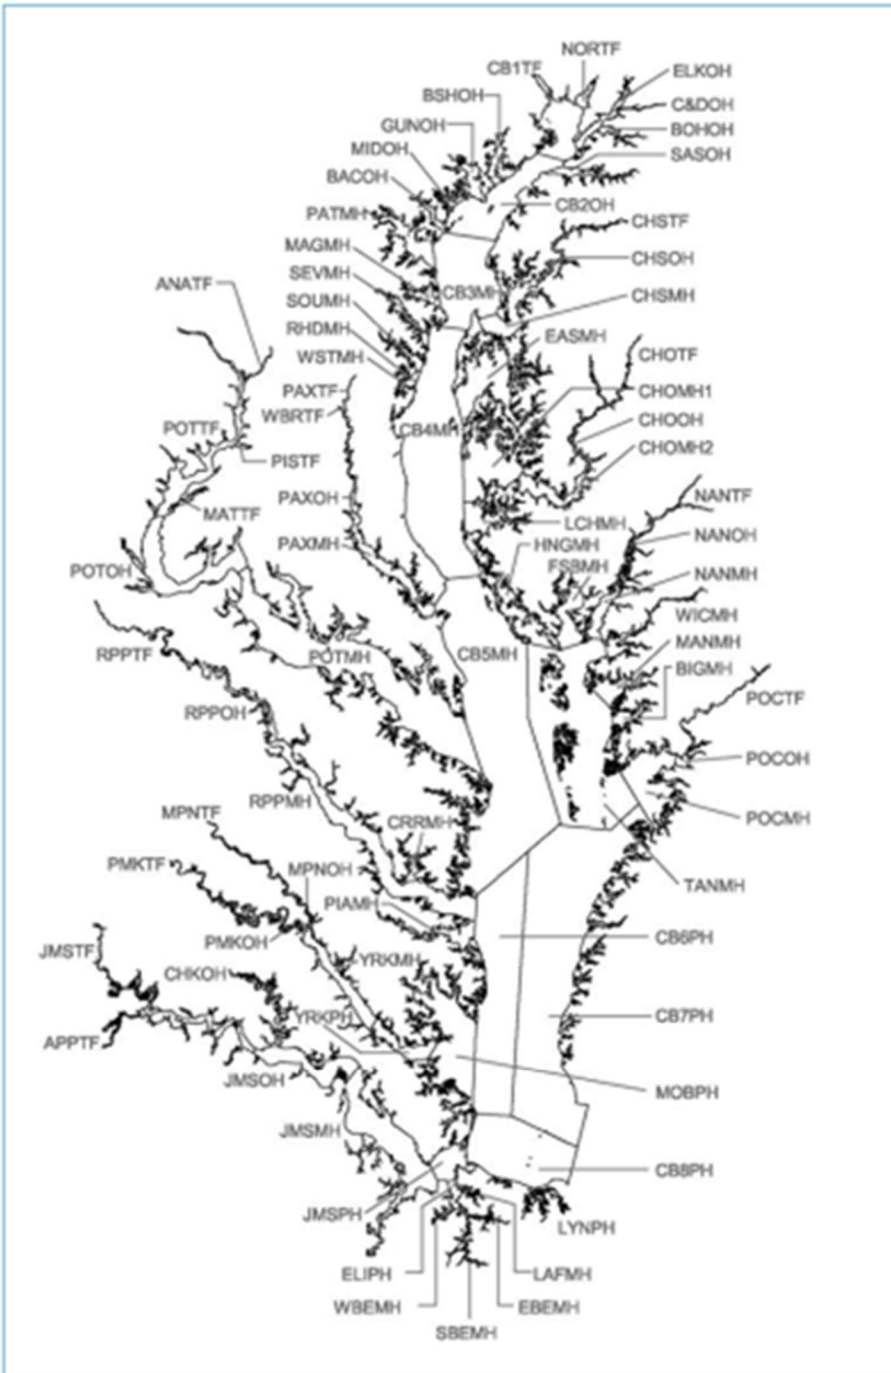 NORTF
CB1TF
ELKOH
BSHOH
C&DOH
GUNOH
BOHOH
MIDOH
SASOH
BACOH
CB2OH
PATMH
CHSTF
MAGMH
CHSOH
SEVMH
ANATF
CB3MH
CHSMH
SOUMH
RHDMH
EASMH
WSTMH
CHOTF
PAXTF
CHOMH1
WBRTF
CHOOH
POTTF
CB4MH
CHOMH2
PISTF
PAXOH
NANTF
MATTF
LCHMH
NANOH
PAXMH
HNGMH
FSBMH
POTOH
NANMH
WICMH
RPPTF
POTMH
CB5MH
MANMH
BIGMH
POCTF
RPPOH
POCOH
RPPMH
MPNTF
CRRMH
POCMH
PMKTF
MPNOH
TANMH
PIAMH
CB6PH
PMKOH
JMSTF
YRKMH
CHKOH
YRKPH
CB7PH
APPTF
JMSOH
MOBPH
JMSMH
CB8PH
JMSPH
LYNPH
ELIPH
LAFMH
WBEMH
EBEMH
SBEMH